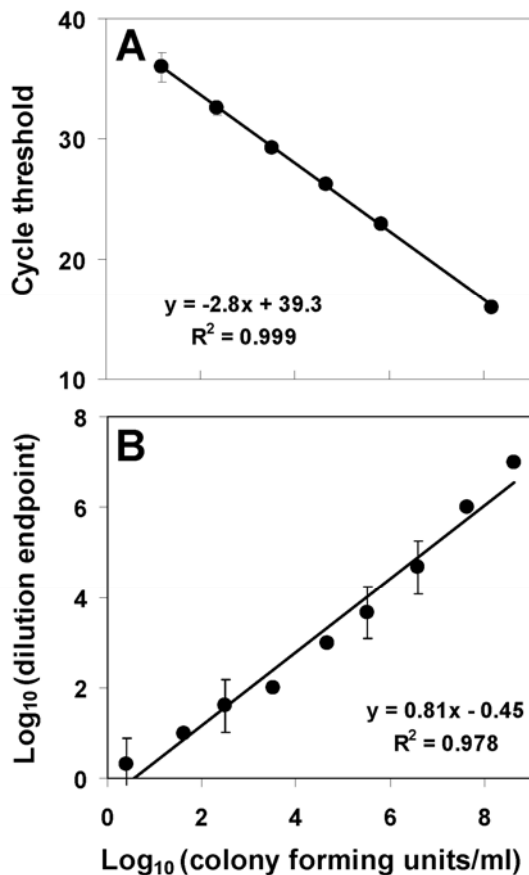 A
Cycle threshold
40
30
20
10
y = -2.8x + 39.3
R² = 0.999
B
Log₁₀ (dilution endpoint)
8
6
4
2
0
y = 0.81x - 0.45
R² = 0.978
0 2 4 6 8
Log₁₀ (colony forming units/ml)